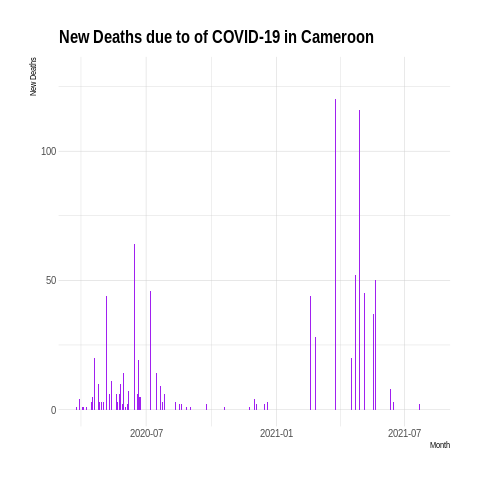 New Deaths due to of COVID-19 in Cameroon
New Deaths
100
50
0
2020-07
2021-01
2021-07
Month